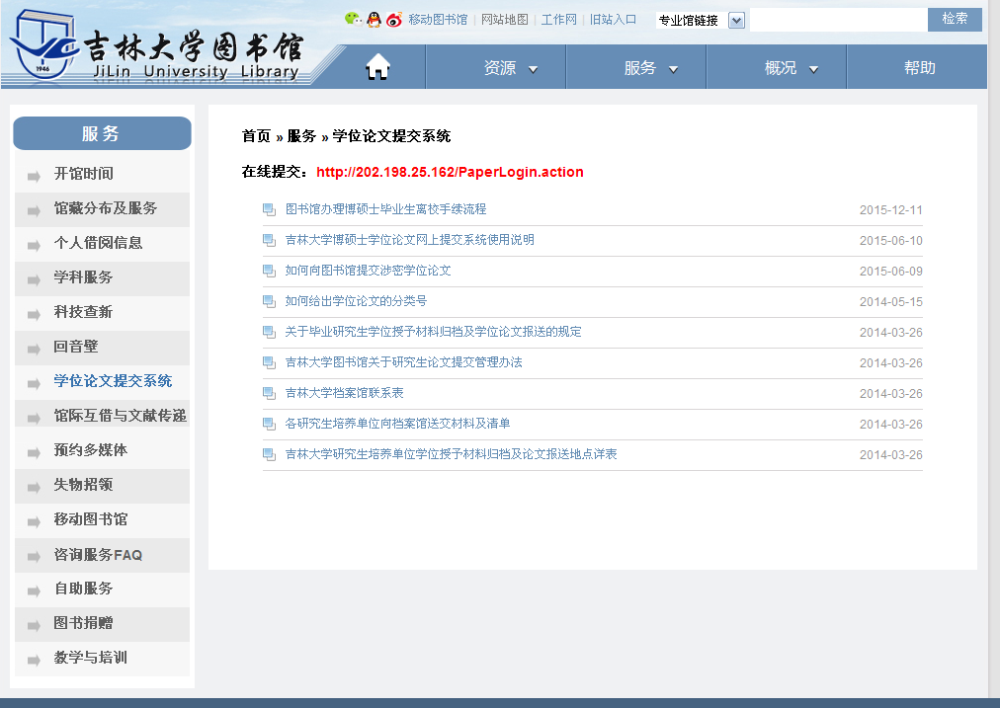 移动图书馆 | 网站地图 | 工作网 | 旧站入口 专业馆链接 检索
1946
吉林大学图书馆
JiLin University Library
资源 服务 概况 帮助
服务
开馆时间
馆藏分布及服务
个人借阅信息
学科服务
科技查新
回音壁
学位论文提交系统
馆际互借与文献传递
预约多媒体
失物招领
移动图书馆
咨询服务FAQ
自助服务
图书捐赠
教学与培训
首页 » 服务 » 学位论文提交系统
在线提交：http://202.198.25.162/PaperLogin.action
图书馆办理博硕士毕业生离校手续流程 2015-12-11
吉林大学博硕士学位论文网上提交系统使用说明 2015-06-10
如何向图书馆提交涉密学位论文 2015-06-09
如何给出学位论文的分类号 2014-05-15
关于毕业研究生学位授予材料归档及学位论文报送的规定 2014-03-26
吉林大学图书馆关于研究生论文提交管理办法 2014-03-26
吉林大学档案馆联系表 2014-03-26
各研究生培养单位向档案馆送交材料及清单 2014-03-26
吉林大学研究生培养单位学位授予材料归档及论文报送地点详表 2014-03-26